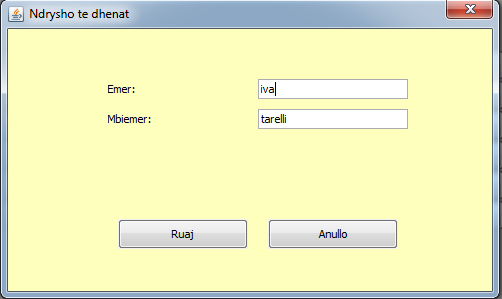 Ndrysho te dhenat
Emer: iva
Mbiemer: tarelli
Ruaj Anullo